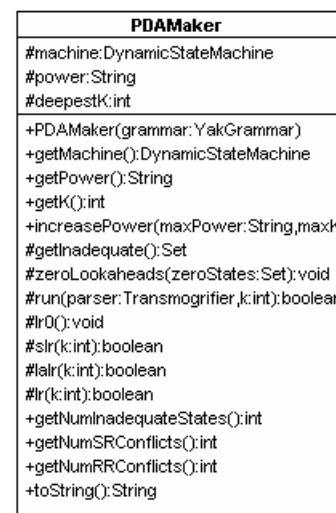 PDAMaker
#machine:DynamicStateMachine
#power:String
#deepestK:int
+PDAMaker(grammar:YakGrammar)
+getMachine():DynamicStateMachine
+getPower():String
+getK():int
+increasePower(maxPower:String,maxK
#getInadequate():Set
#zeroLookaheads(zeroStates:Set):void
#run(parser:Transmogrifier,k:int):boolean
#lr0():void
#slr(k:int):boolean
#lalr(k:int):boolean
#lr(k:int):boolean
+getNumInadequateStates():int
+getNumSRConflicts():int
+getNumRRConflicts():int
+toString():String